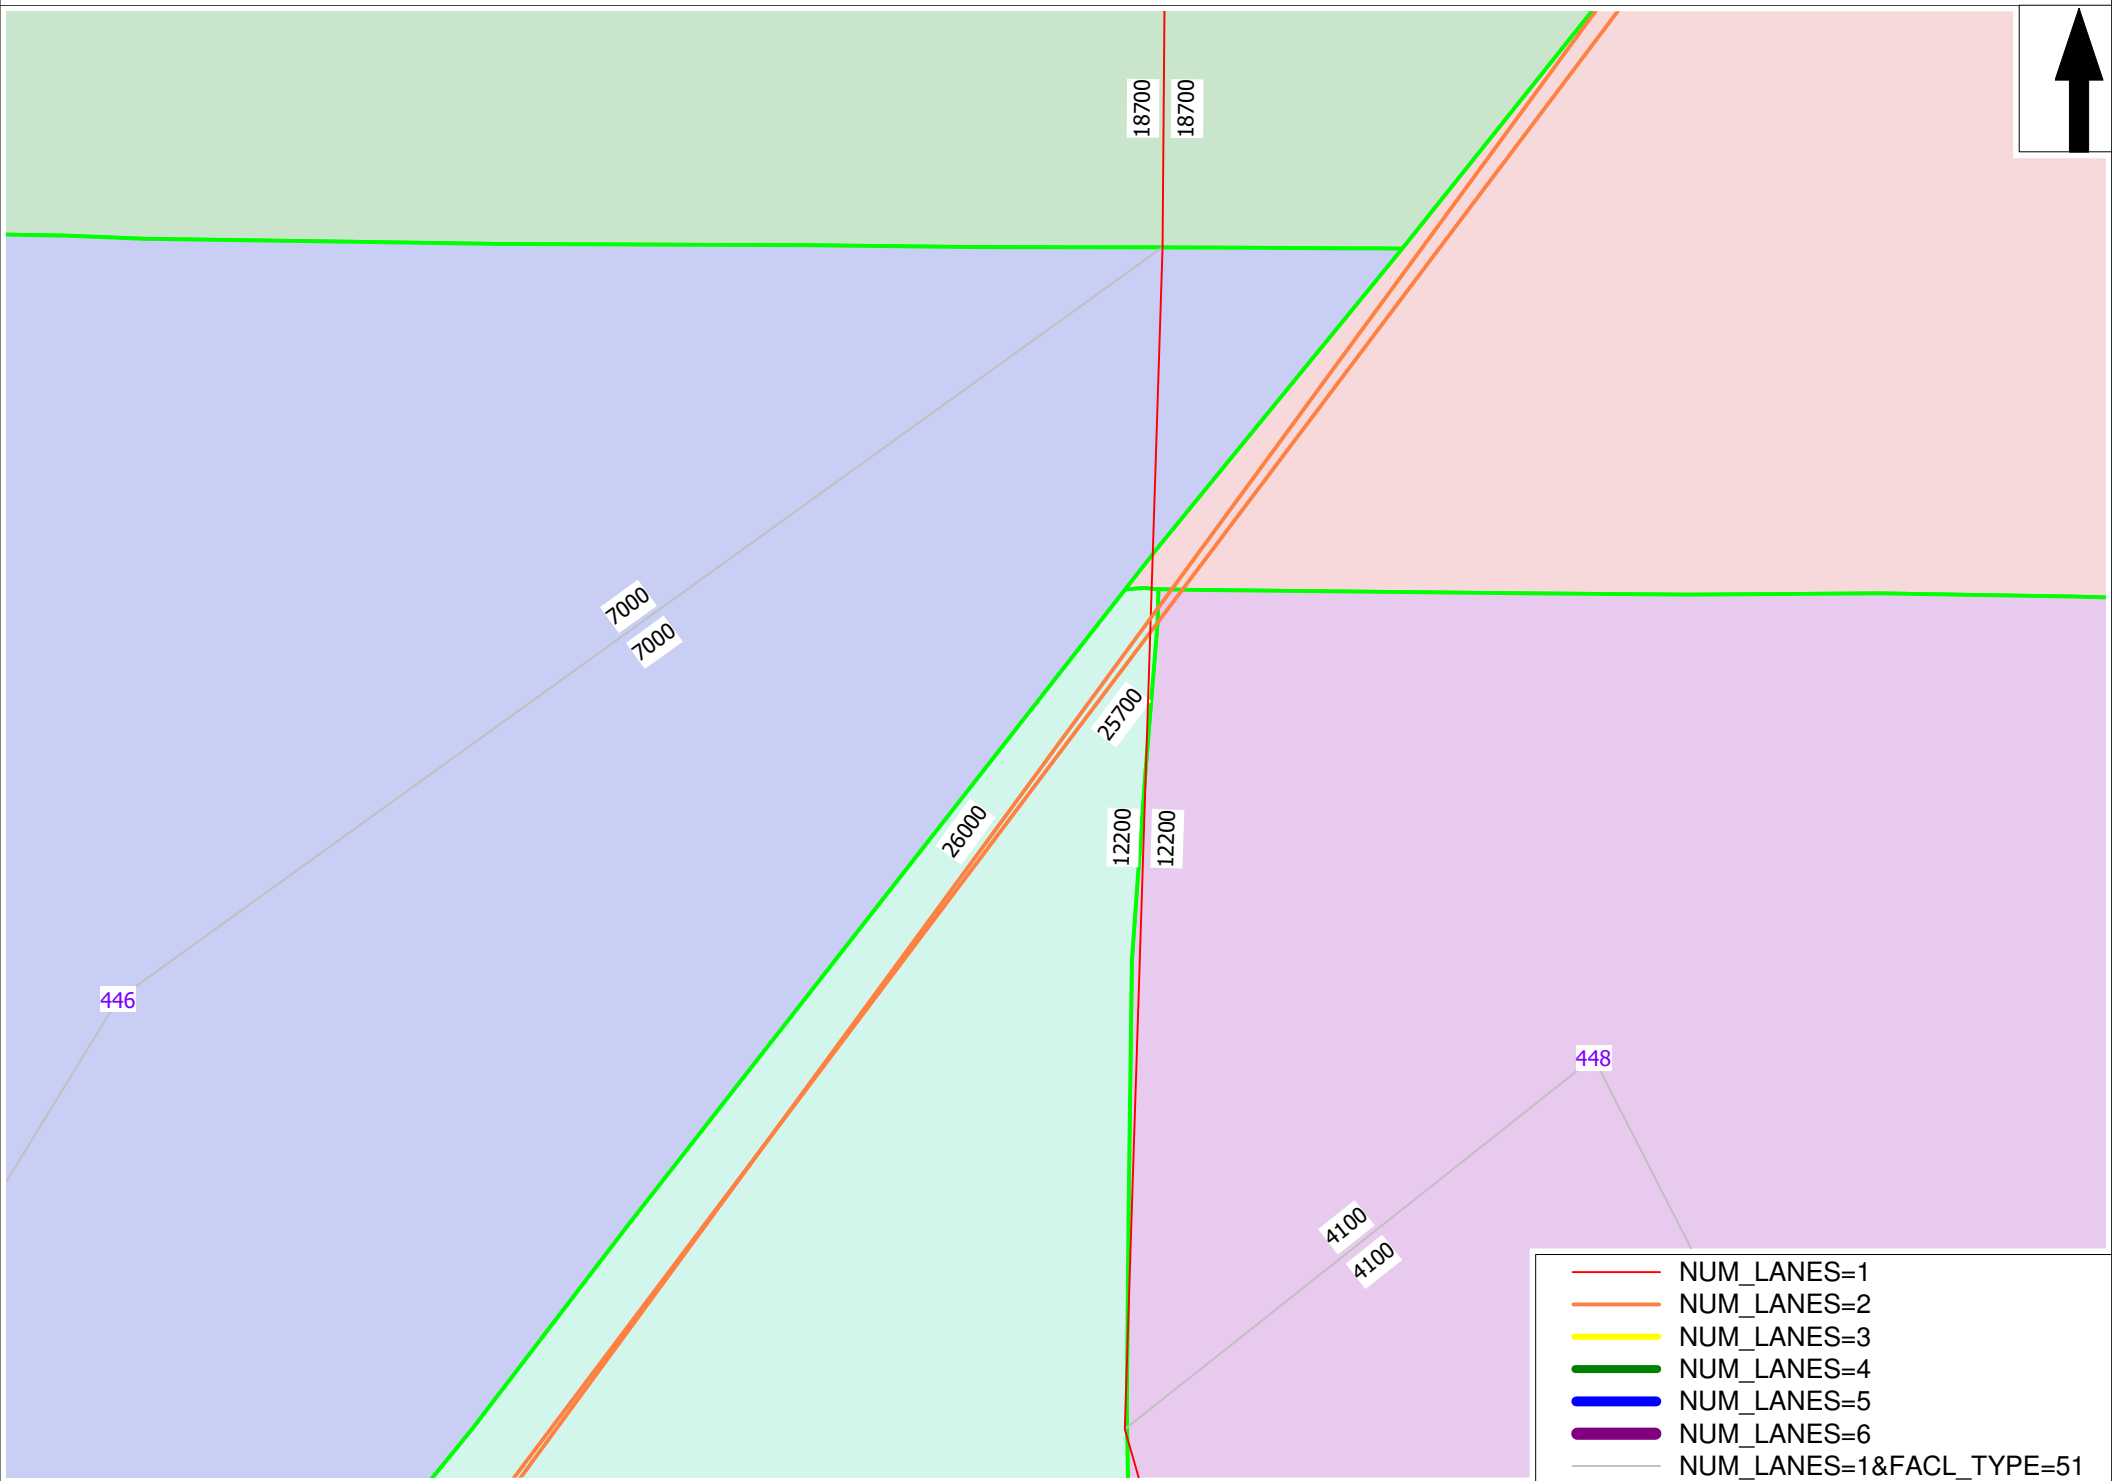 18700
18700
7000
7000
25700
26000
12200
12200
446
448
4100
4100
NUM_LANES=1
NUM_LANES=2
NUM_LANES=3
NUM_LANES=4
NUM_LANES=5
NUM_LANES=6
NUM_LANES=1&FACL_TYPE=51